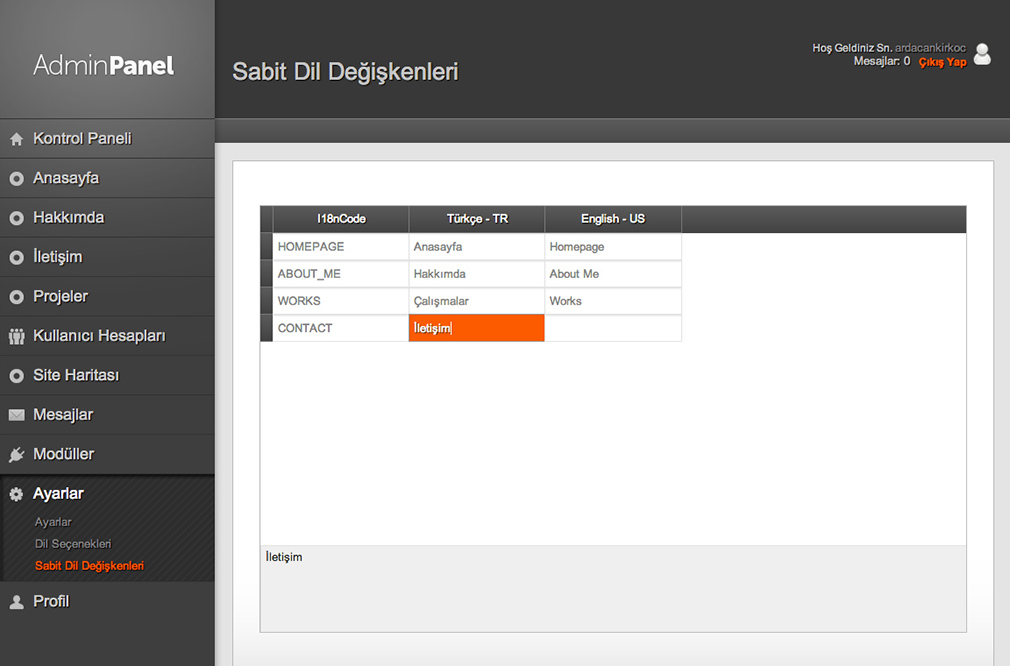 AdminPanel
Sabit Dil Değişkenleri
Hoş Geldiniz Sn. ardacankirkoc
Mesajlar: 0 Çıkış Yap
Kontrol Paneli
Anasayfa
Hakkımda
İletişim
Projeler
Kullanıcı Hesapları
Site Haritası
Mesajlar
Modüller
Ayarlar
Ayarlar
Dil Seçenekleri
Sabit Dil Değişkenleri
Profil
I18nCode Türkçe - TR English - US
HOMEPAGE Anasayfa Homepage
ABOUT_ME Hakkımda About Me
WORKS Çalışmalar Works
CONTACT İletişim
İletişim